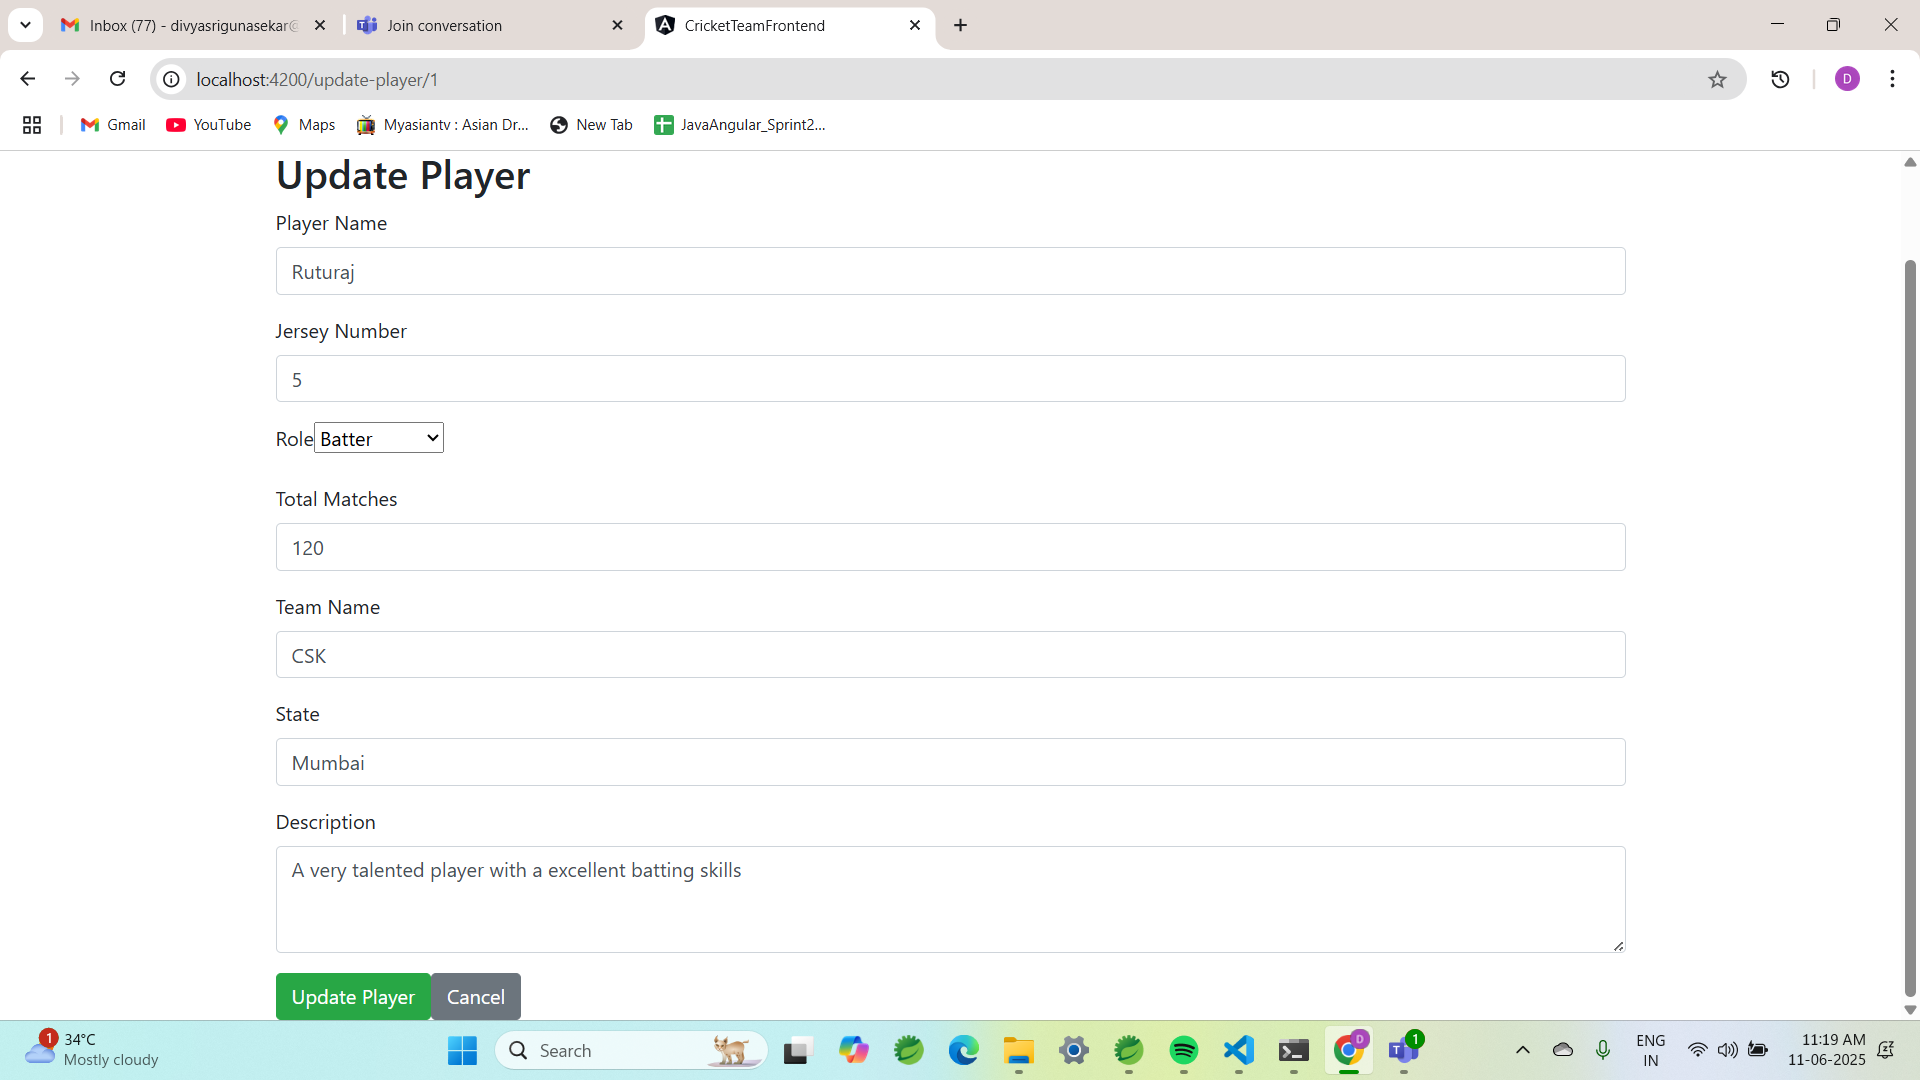 Inbox (77) - divyasrigunasekar@
Join conversation
CricketTeamFrontend
localhost:4200/update-player/1
D
Gmail
YouTube
Maps
Myasiantv : Asian Dr...
New Tab
JavaAngular_Sprint2...
Update Player
Player Name
Ruturaj
Jersey Number
5
Role Batter
Total Matches
120
Team Name
CSK
State
Mumbai
Description
A very talented player with a excellent batting skills
Update Player
Cancel
1
34°C
Mostly cloudy
Search
D
T
1
ENG
IN
11:19 AM
11-06-2025